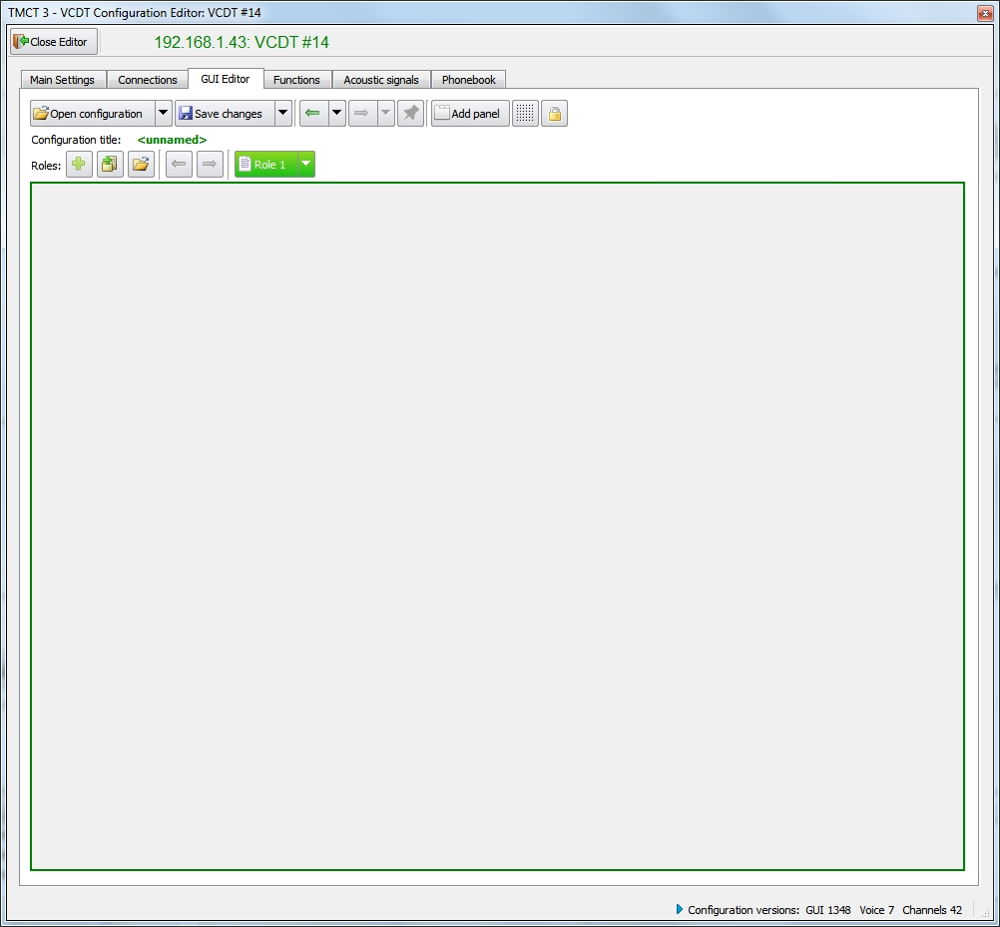 TMCT 3 - VCDT Configuration Editor: VCDT #14
Close Editor 192.168.1.43: VCDT #14
Main Settings Connections GUI Editor Functions Acoustic signals Phonebook
Open configuration Save changes Add panel
Configuration title: <unnamed>
Roles: Role 1
Configuration versions: GUI 1348 Voice 7 Channels 42